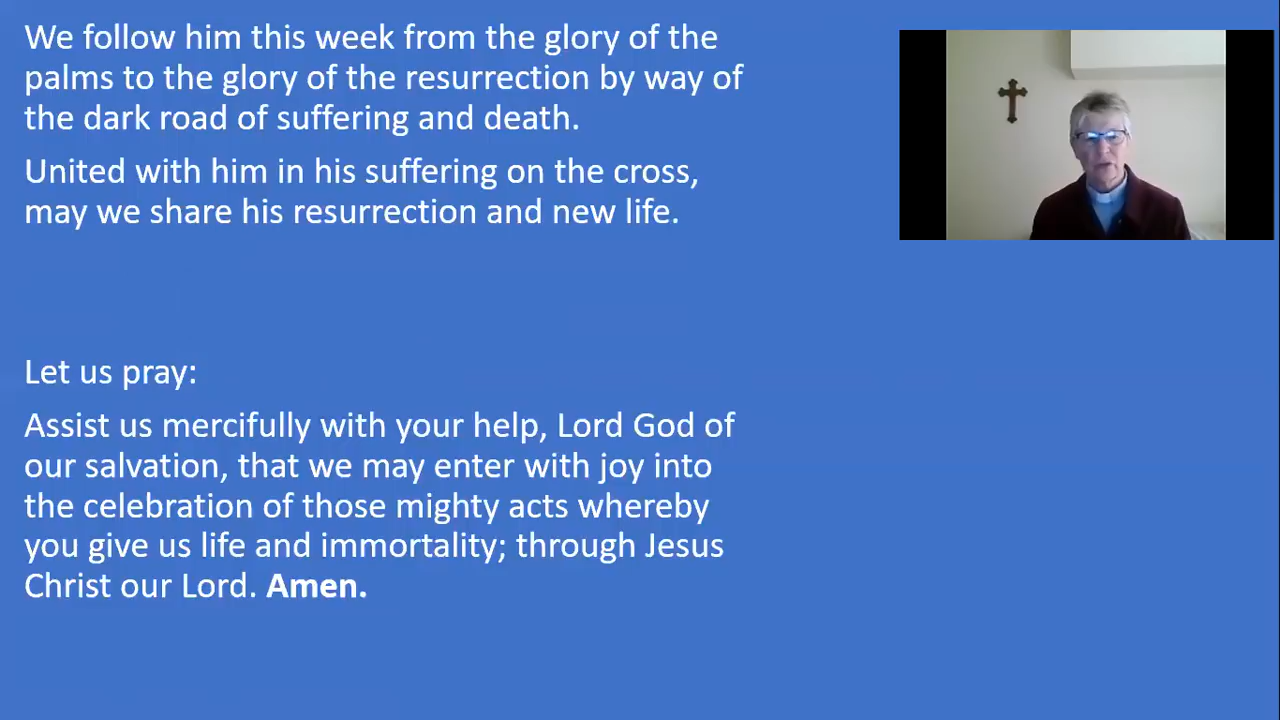 We follow him this week from the glory of the
palms to the glory of the resurrection by way of
the dark road of suffering and death.
United with him in his suffering on the cross,
may we share his resurrection and new life.
Let us pray:
Assist us mercifully with your help, Lord God of
our salvation, that we may enter with joy into
the celebration of those mighty acts whereby
you give us life and immortality; through Jesus
Christ our Lord. Amen.